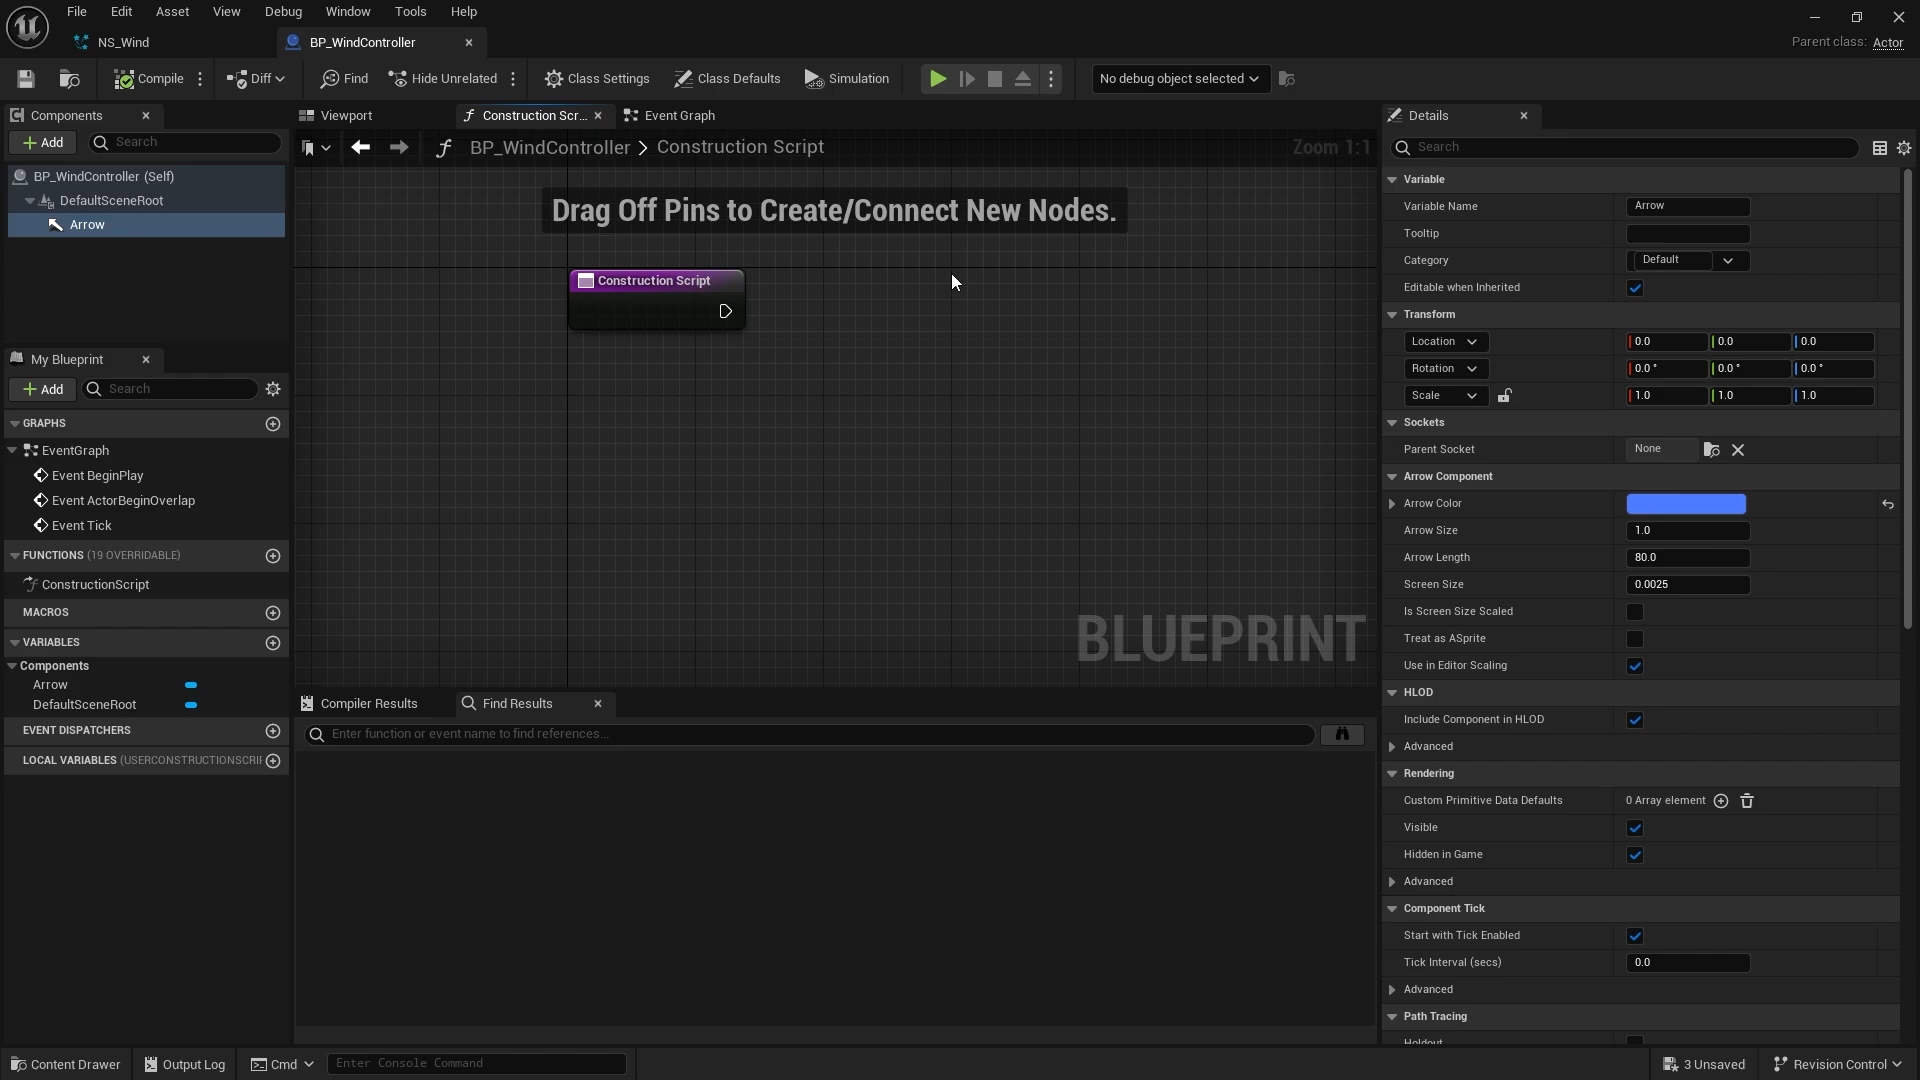 File Edit Asset View Debug Window Tools Help
NS_Wind
BP_WindController
Parent class: Actor
Compile
Diff
Find
Hide Unrelated
Class Settings
Class Defaults
Simulation
No debug object selected
Components
Add
Search
BP_WindController (Self)
DefaultSceneRoot
Arrow
My Blueprint
Add
Search
GRAPHS
EventGraph
Event BeginPlay
Event ActorBeginOverlap
Event Tick
FUNCTIONS (19 OVERRIDABLE)
ConstructionScript
MACROS
VARIABLES
Components
Arrow
DefaultSceneRoot
EVENT DISPATCHERS
LOCAL VARIABLES (USERCONSTRUCTIONSCRI
Viewport
Construction Scr...
Event Graph
BP_WindController > Construction Script
Zoom 1:1
Drag Off Pins to Create/Connect New Nodes.
Construction Script
BLUEPRINT
Compiler Results
Find Results
Enter function or event name to find references...
Details
Search
Variable
Variable Name Arrow
Tooltip
Category Default
Editable when Inherited
Transform
Location 0.0 0.0 0.0
Rotation 0.0 ° 0.0 ° 0.0 °
Scale 1.0 1.0 1.0
Sockets
Parent Socket None
Arrow Component
Arrow Color
Arrow Size 1.0
Arrow Length 80.0
Screen Size 0.0025
Is Screen Size Scaled
Treat as ASprite
Use in Editor Scaling
HLOD
Include Component in HLOD
Advanced
Rendering
Custom Primitive Data Defaults 0 Array element
Visible
Hidden in Game
Advanced
Component Tick
Start with Tick Enabled
Tick Interval (secs) 0.0
Advanced
Path Tracing
Holdout
Content Drawer
Output Log
Cmd
Enter Console Command
3 Unsaved
Revision Control